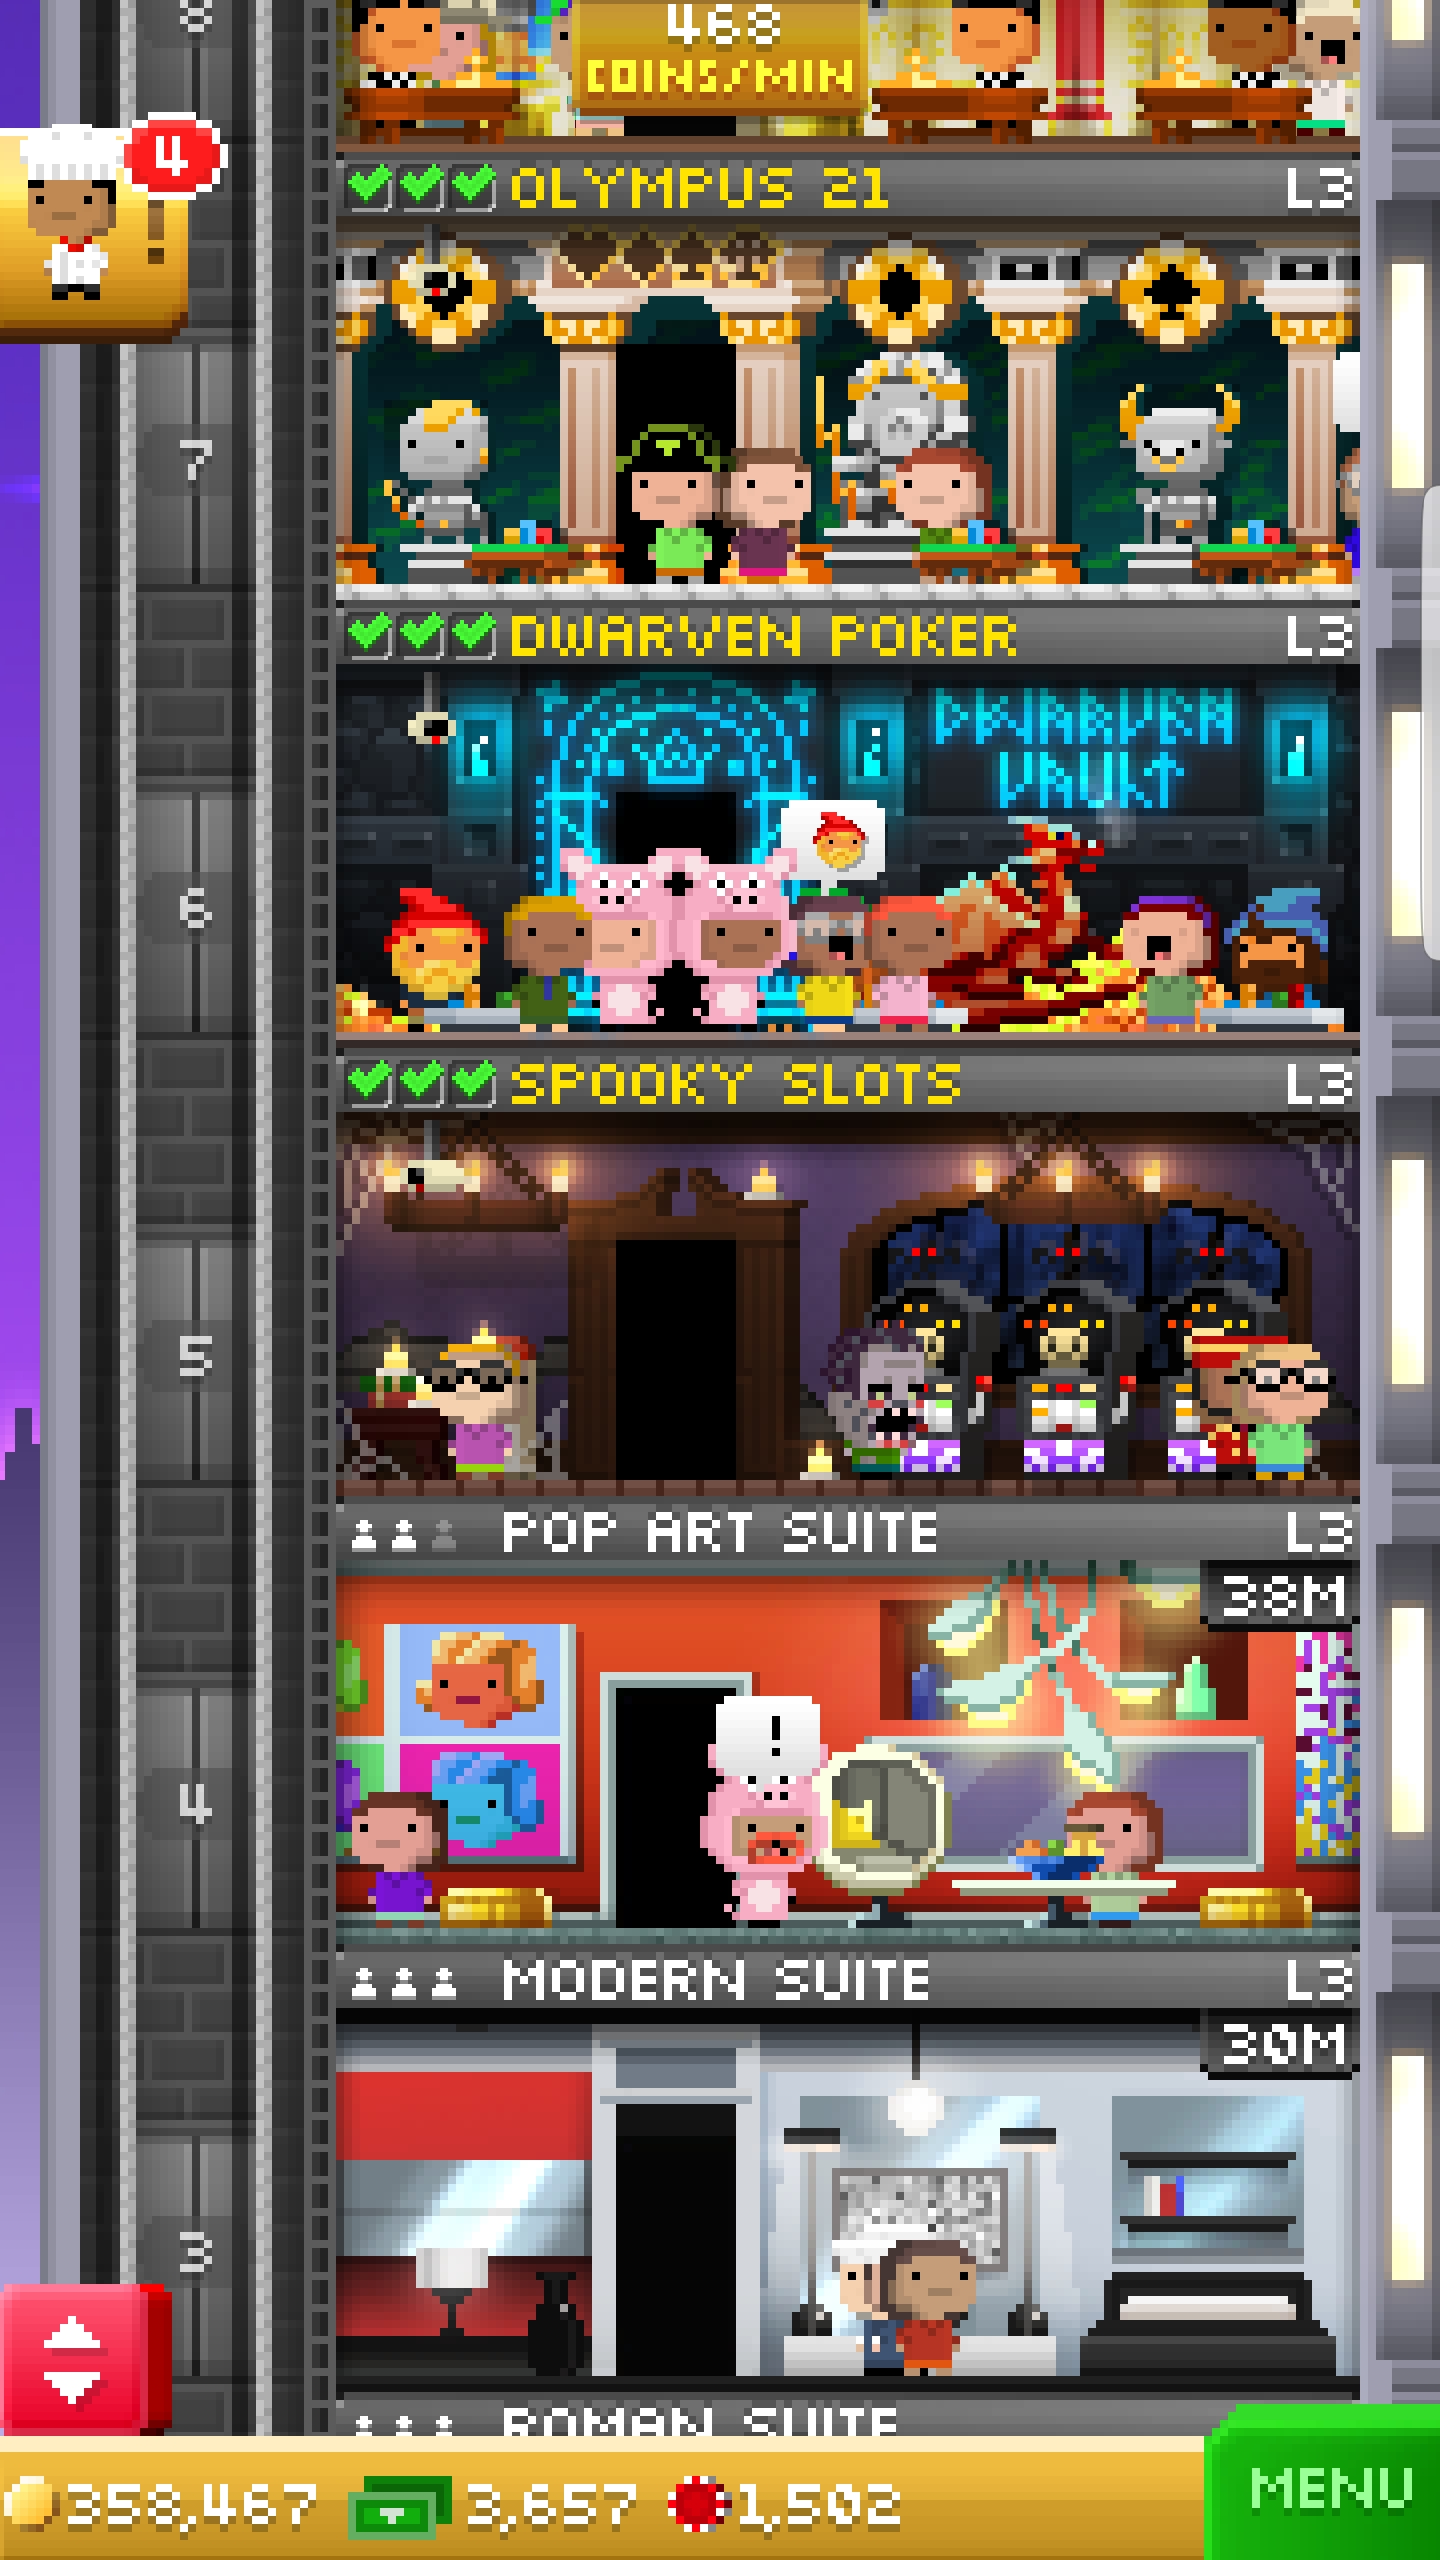 8
468
COINS/MIN
4
!
OLYMPUS 21 L3
7
DWARVEN POKER L3
DWARVEN
VAULT
6
SPOOKY SLOTS L3
5
POP ART SUITE L3
38M
!
4
MODERN SUITE L3
30M
3
ROMAN SUITE
358,467 3,657 1,502 MENU